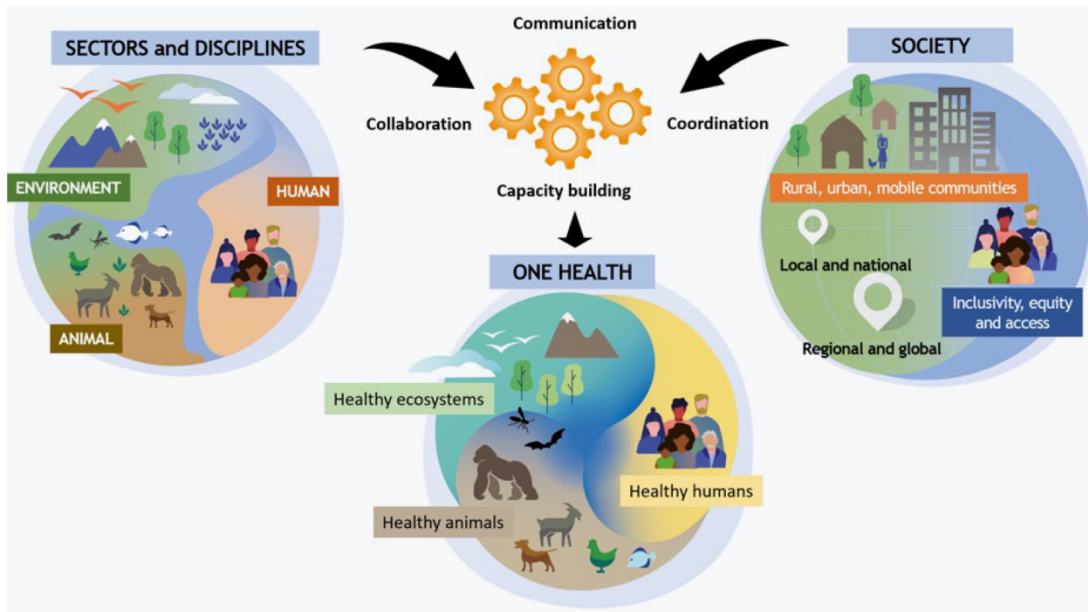 SECTORS and DISCIPLINES
ENVIRONMENT
HUMAN
ANIMAL
Communication
Collaboration
Coordination
Capacity building
SOCIETY
Rural, urban, mobile communities
Local and national
Inclusivity, equity
and access
Regional and global
ONE HEALTH
Healthy ecosystems
Healthy humans
Healthy animals